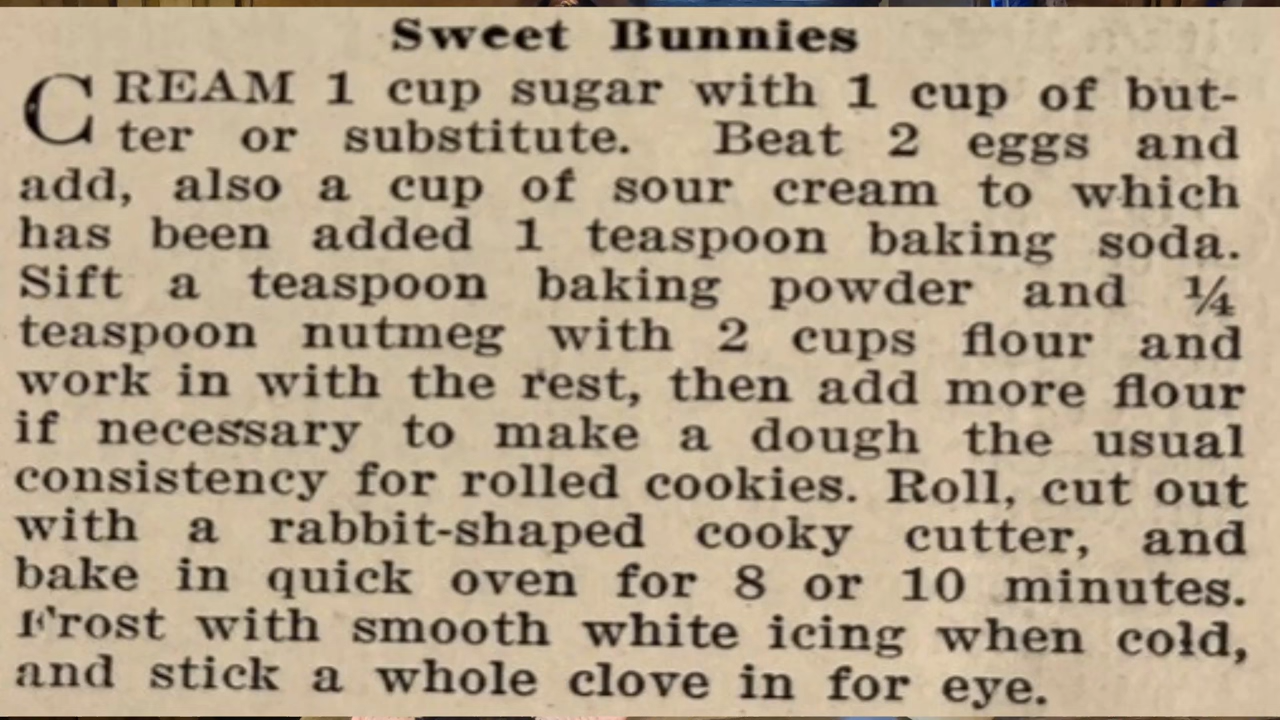 Sweet Bunnies
CREAM 1 cup sugar with 1 cup of but-
ter or substitute. Beat 2 eggs and
add, also a cup of sour cream to which
has been added 1 teaspoon baking soda.
Sift a teaspoon baking powder and ¼
teaspoon nutmeg with 2 cups flour and
work in with the rest, then add more flour
if necessary to make a dough the usual
consistency for rolled cookies. Roll, cut out
with a rabbit-shaped cooky cutter, and
bake in quick oven for 8 or 10 minutes.
Frost with smooth white icing when cold,
and stick a whole clove in for eye.